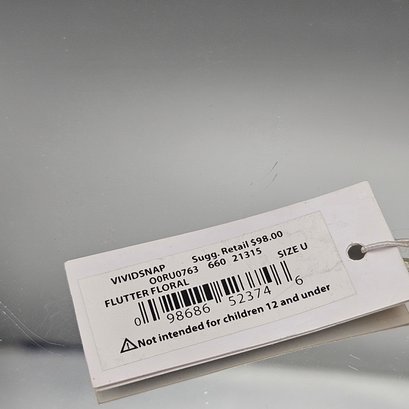 VIVIDSNAP Sugg. Retail $98.00
O0RU0763 660 21315
FLUTTER FLORAL SIZE U
0 98686 52374 6
Not intended for children 12 and under